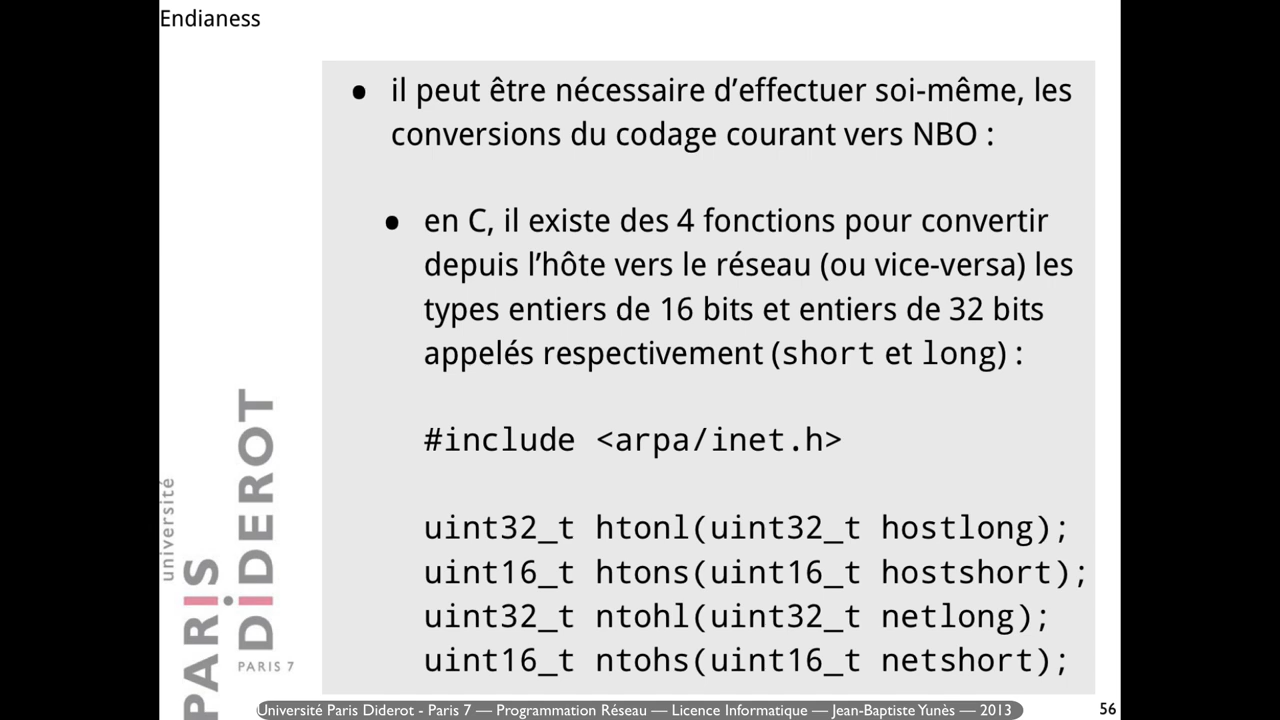 Endianess
• il peut être nécessaire d’effectuer soi-même, les
conversions du codage courant vers NBO :
• en C, il existe des 4 fonctions pour convertir
depuis l’hôte vers le réseau (ou vice-versa) les
types entiers de 16 bits et entiers de 32 bits
appelés respectivement (short et long) :
#include <arpa/inet.h>
uint32_t htonl(uint32_t hostlong);
uint16_t htons(uint16_t hostshort);
uint32_t ntohl(uint32_t netlong);
uint16_t ntohs(uint16_t netshort);
université
PARIS
DiDEROT
PARIS 7
Université Paris Diderot - Paris 7 — Programmation Réseau — Licence Informatique — Jean-Baptiste Yunès — 2013
56